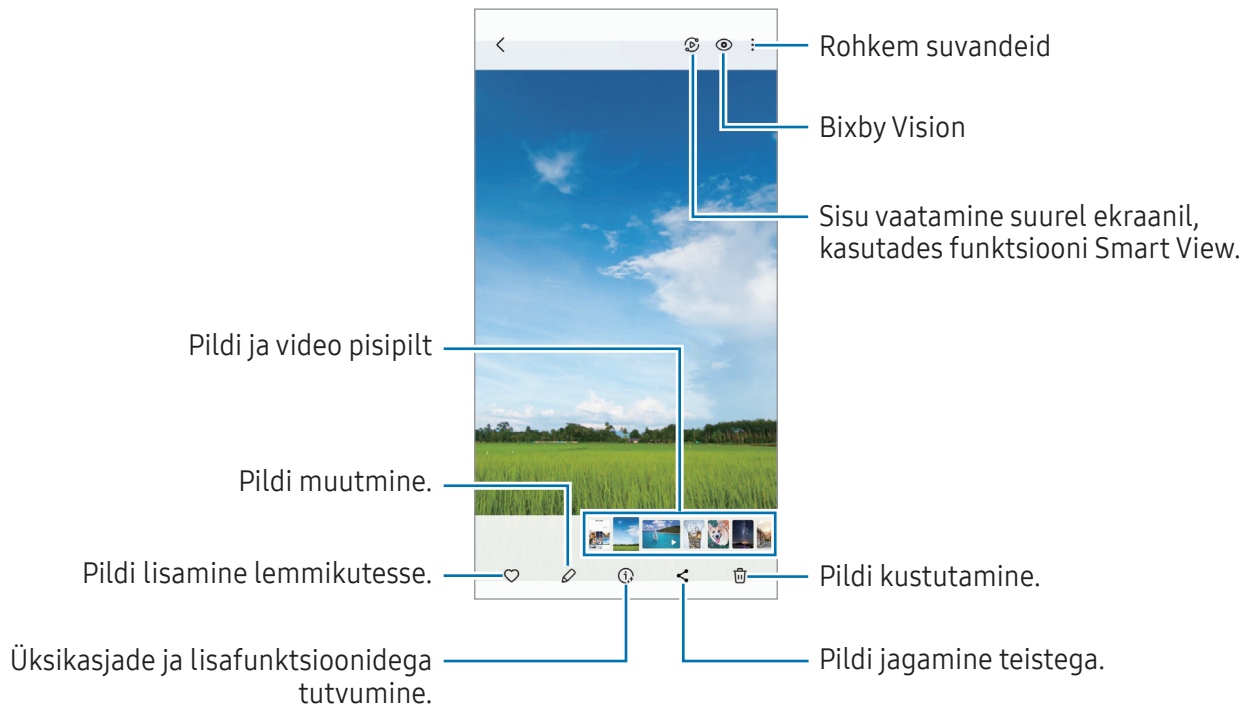 Rohkem suvandeid
Bixby Vision
Sisu vaatamine suurel ekraanil,
kasutades funktsiooni Smart View.
Pildi ja video pisipilt
Pildi muutmine.
Pildi lisamine lemmikutesse.
Pildi kustutamine.
Üksikasjade ja lisafunktsioonidega
tutvumine.
Pildi jagamine teistega.